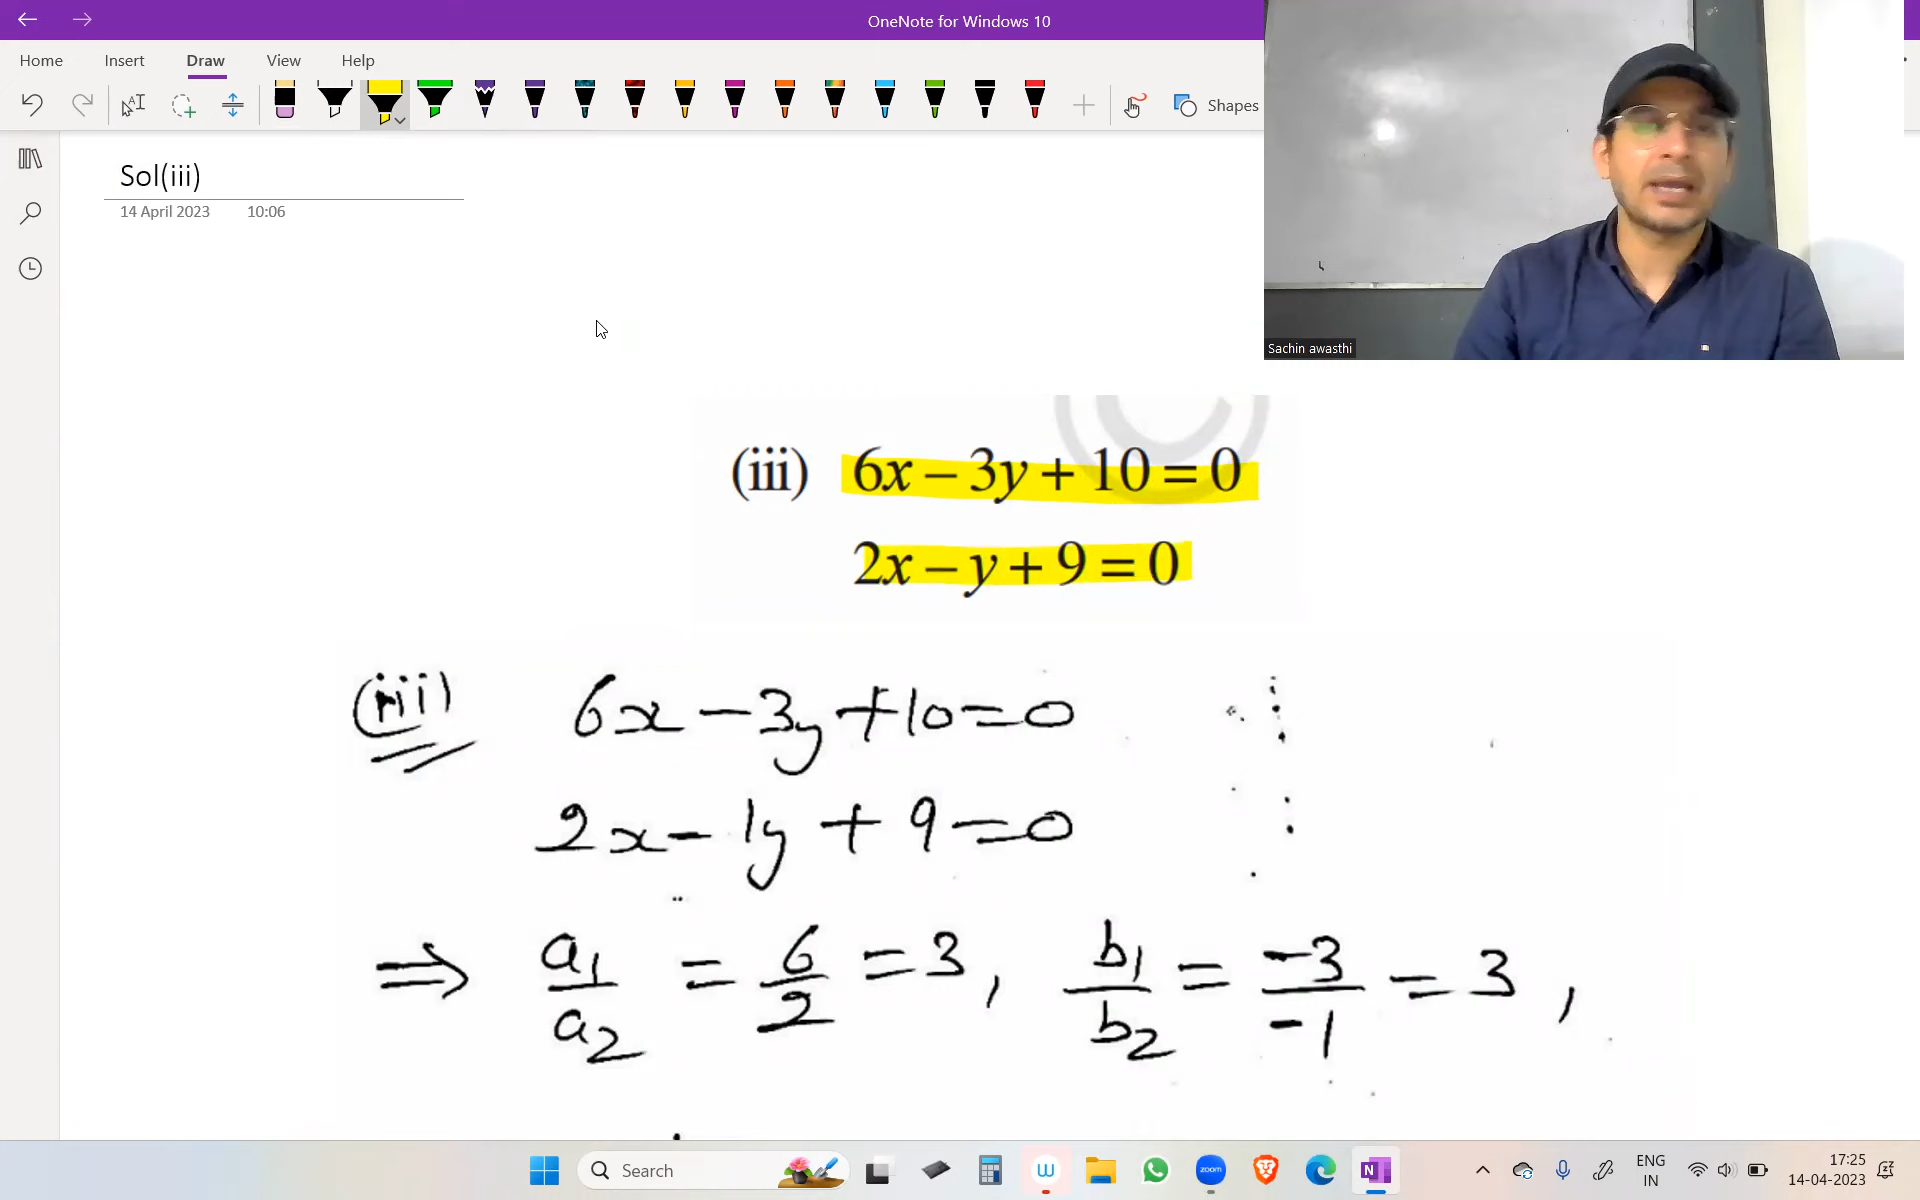 OneNote for Windows 10
Home Insert Draw View Help
Shapes
Sol(iii)
14 April 2023 10:06
Sachin awasthi
(iii) 6x – 3y + 10 = 0
2x – y + 9 = 0
(iii) 6x - 3y + 10 = 0
2x - 1y + 9 = 0
⇒ a1/a2 = 6/2 = 3, b1/b2 = -3/-1 = 3,
Search
zoom
ENG
IN
17:25
14-04-2023